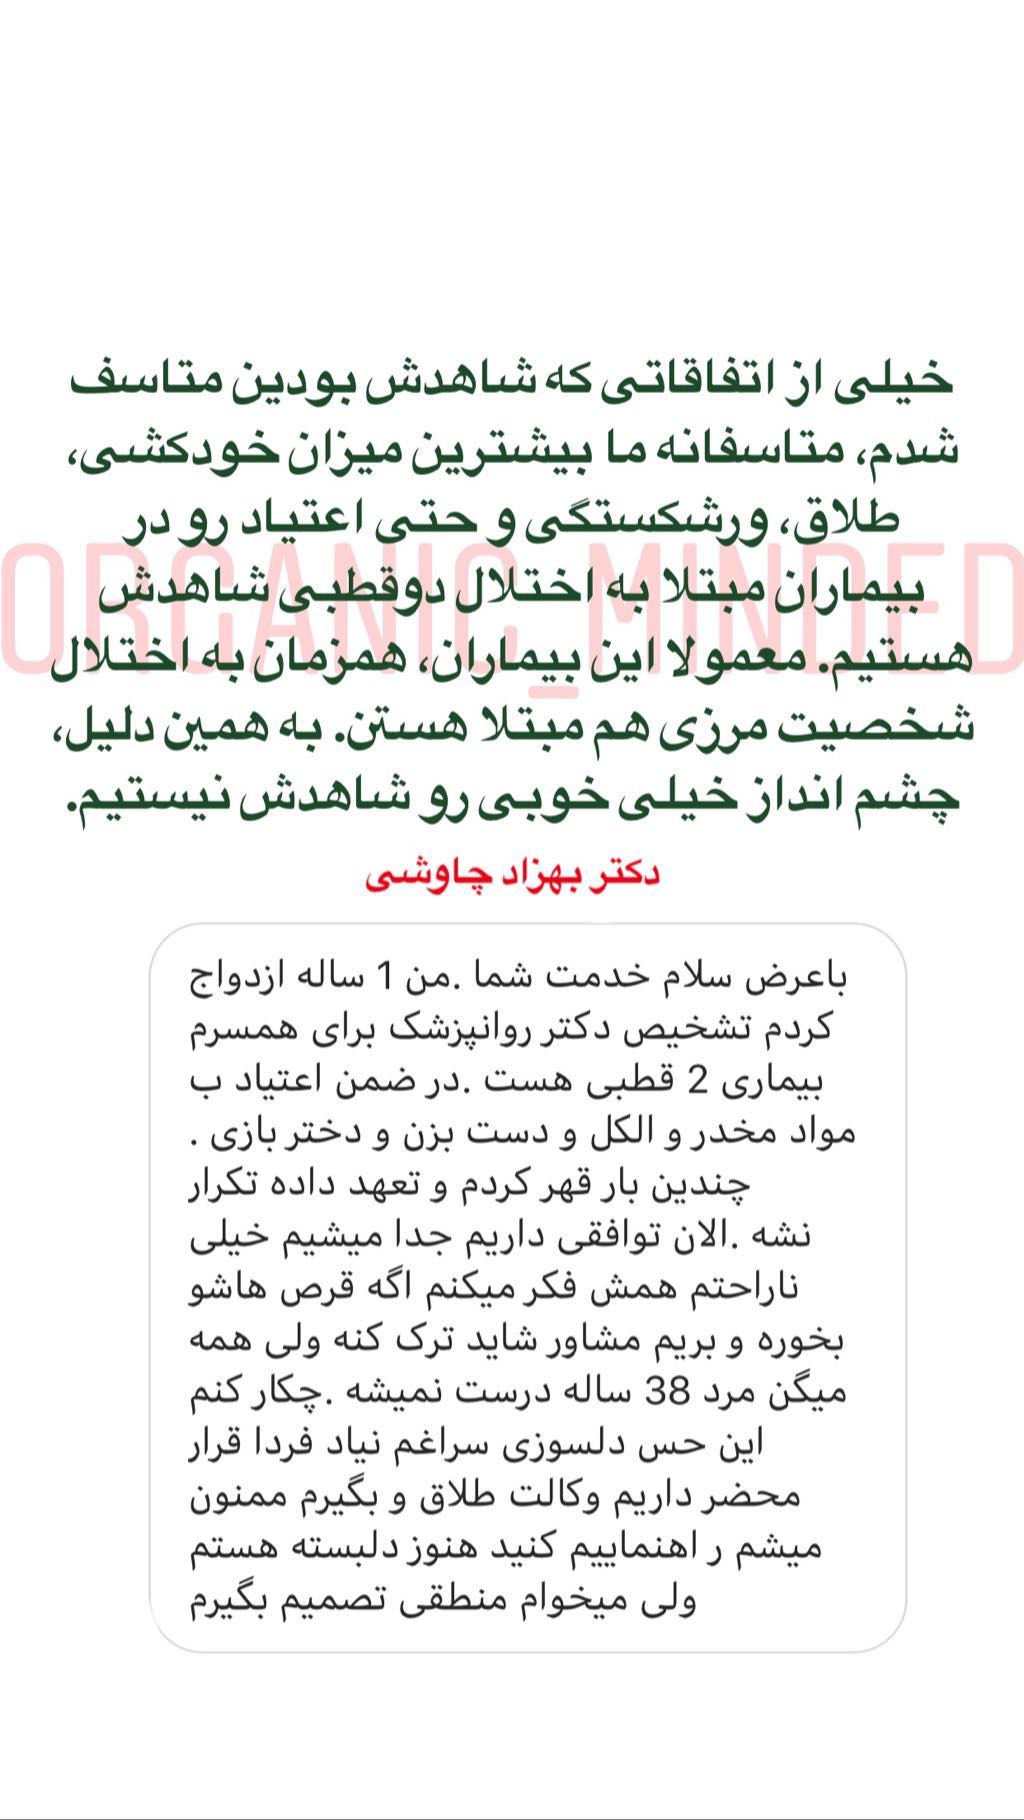 خیلی از اتفاقاتی که شاهدش بودین متاسف
شدم، متاسفانه ما بیشترین میزان خودکشی،
طلاق، ورشکستگی و حتی اعتیاد رو در
ORGANIC_MINDED
بیماران مبتلا به اختلال دوقطبی شاهدش
هستیم. معمولا این بیماران، همزمان به اختلال
شخصیت مرزی هم مبتلا هستن. به همین دلیل،
چشم انداز خیلی خوبی رو شاهدش نیستیم.
دکتر بهزاد چاوشی
باعرض سلام خدمت شما .من 1 ساله ازدواج
کردم تشخیص دکتر روانپزشک برای همسرم
بیماری 2 قطبی هست .در ضمن اعتیاد ب
مواد مخدر و الکل و دست بزن و دختر بازی .
چندین بار قهر کردم و تعهد داده تکرار
نشه .الان توافقی داریم جدا میشیم خیلی
ناراحتم همش فکر میکنم اگه قرص هاشو
بخوره و بریم مشاور شاید ترک کنه ولی همه
میگن مرد 38 ساله درست نمیشه .چکار کنم
این حس دلسوزی سراغم نیاد فردا قرار
محضر داریم وکالت طلاق و بگیرم ممنون
میشم ر اهنماییم کنید هنوز دلبسته هستم
ولی میخوام منطقی تصمیم بگیرم